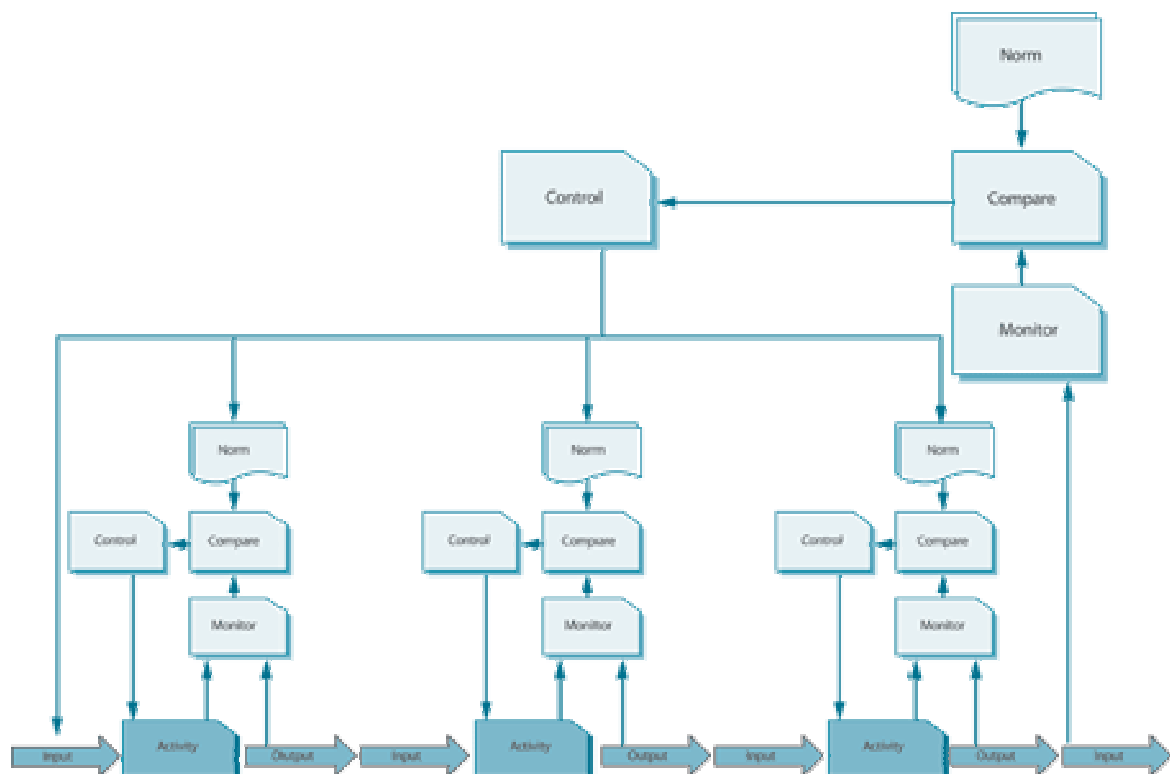 Norm
Control
Compare
Monitor
Norm
Norm
Norm
Control
Compare
Control
Compare
Control
Compare
Monitor
Monitor
Monitor
Input
Activity
Output
Input
Activity
Output
Input
Activity
Output
Input